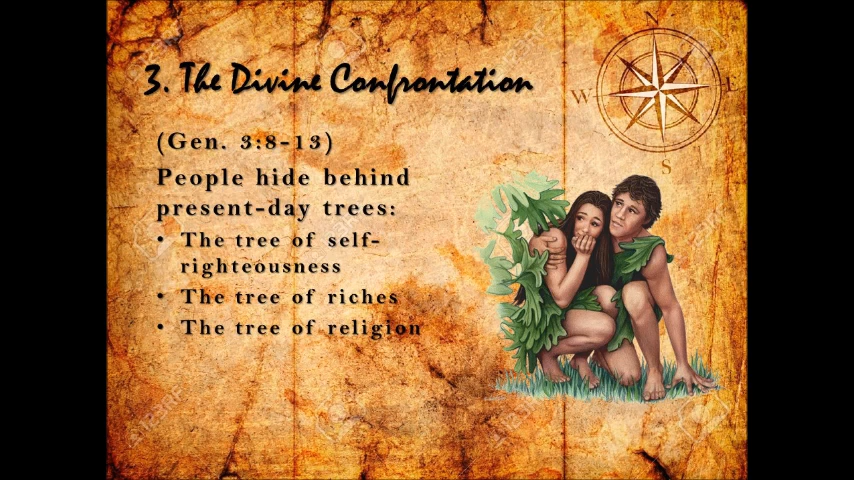 3. The Divine Confrontation
(Gen. 3:8-13)
People hide behind
present-day trees:
• The tree of self-
righteousness
• The tree of riches
• The tree of religion
N
W
S